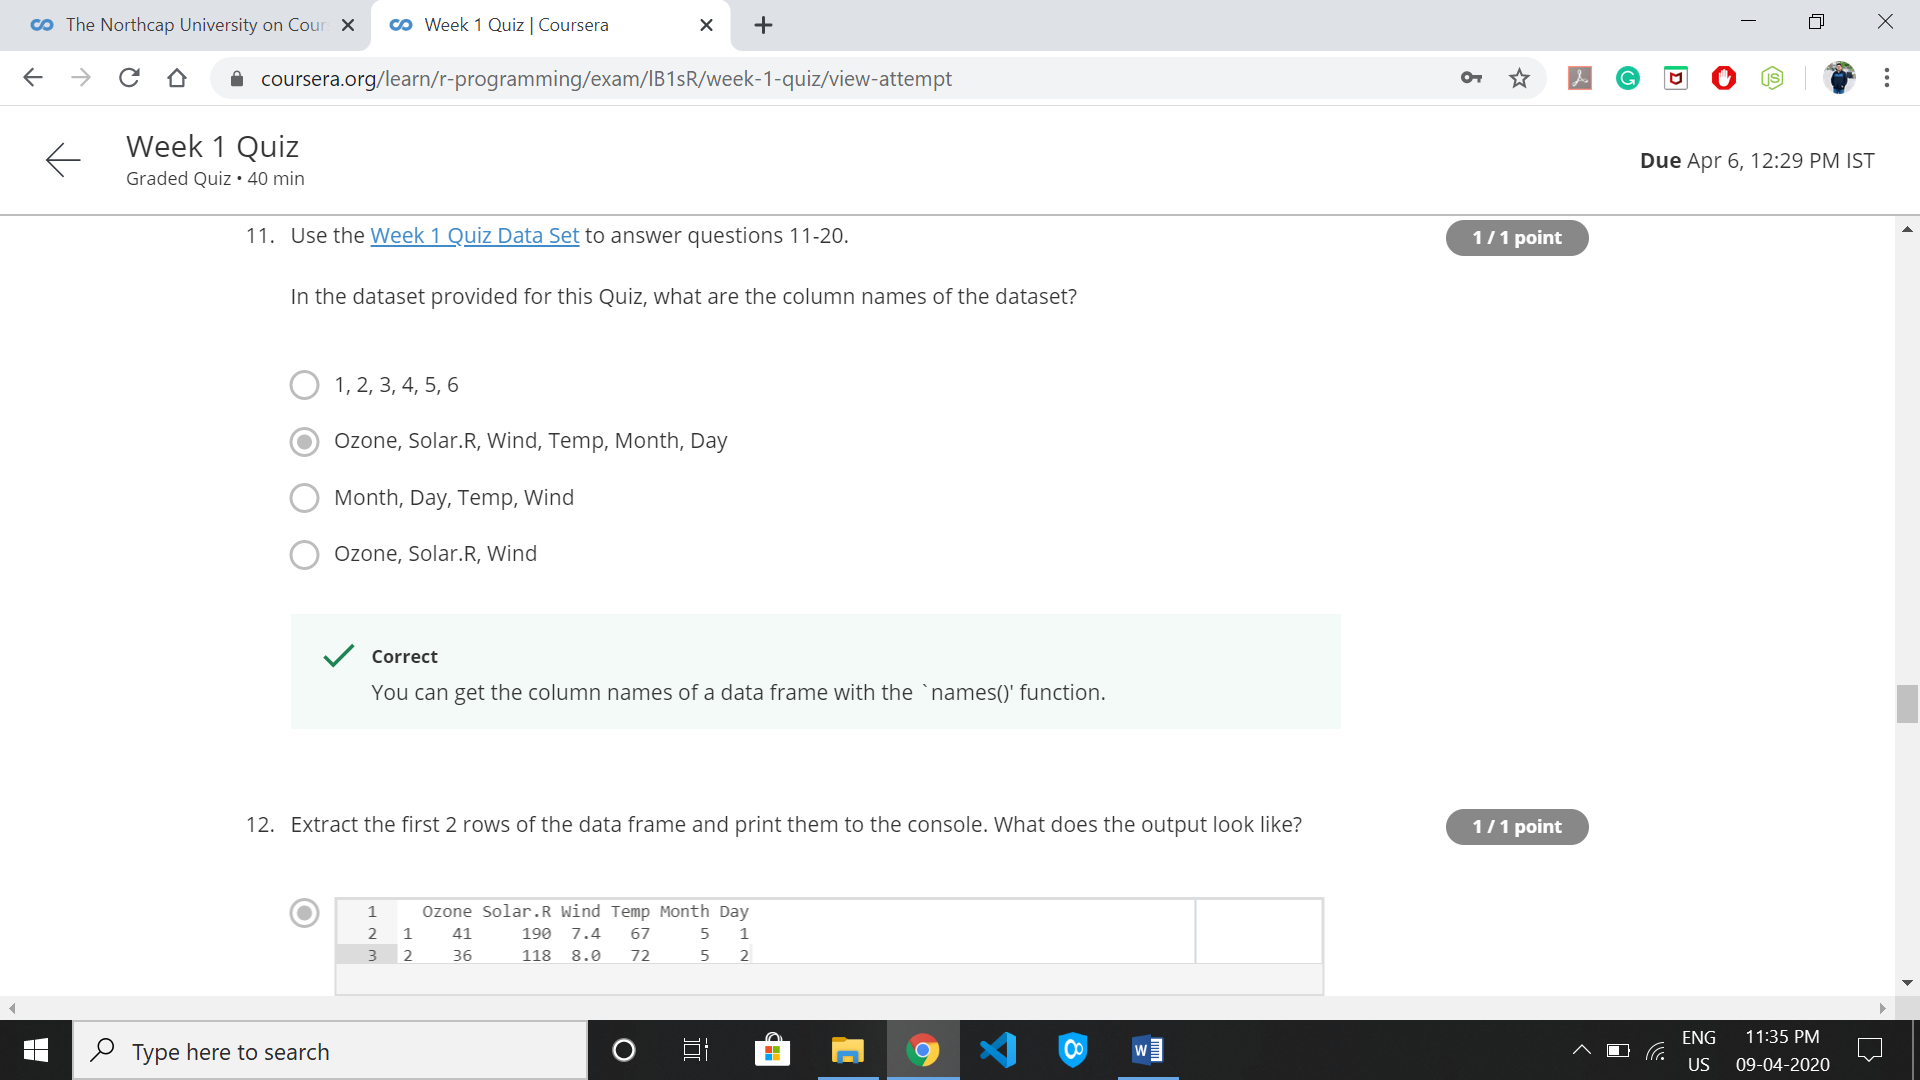 The Northcap University on Cour
Week 1 Quiz | Coursera
coursera.org/learn/r-programming/exam/lB1sR/week-1-quiz/view-attempt
Week 1 Quiz
Graded Quiz • 40 min
Due Apr 6, 12:29 PM IST
11. Use the Week 1 Quiz Data Set to answer questions 11-20.
1 / 1 point
In the dataset provided for this Quiz, what are the column names of the dataset?
1, 2, 3, 4, 5, 6
Ozone, Solar.R, Wind, Temp, Month, Day
Month, Day, Temp, Wind
Ozone, Solar.R, Wind
Correct
You can get the column names of a data frame with the `names()' function.
12. Extract the first 2 rows of the data frame and print them to the console. What does the output look like?
1 / 1 point
1 Ozone Solar.R Wind Temp Month Day
2 1 41 190 7.4 67 5 1
3 2 36 118 8.0 72 5 2
Type here to search
ENG
US
11:35 PM
09-04-2020